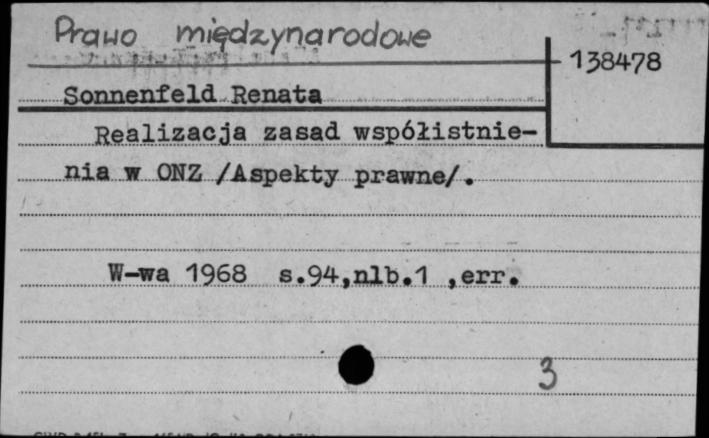 Prawo międzynarodowe
138478
Sonnenfeld Renata
Realizacja zasad współistnie-
nia w ONZ /Aspekty prawne/.
W-wa 1968 s.94,nlb.1 ,err.
3